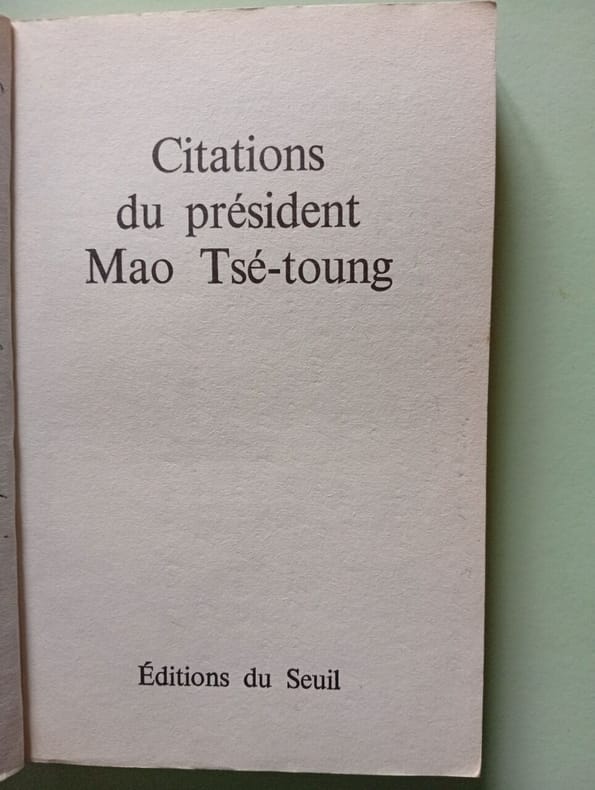 Citations
du président
Mao Tsé-toung
Éditions du Seuil